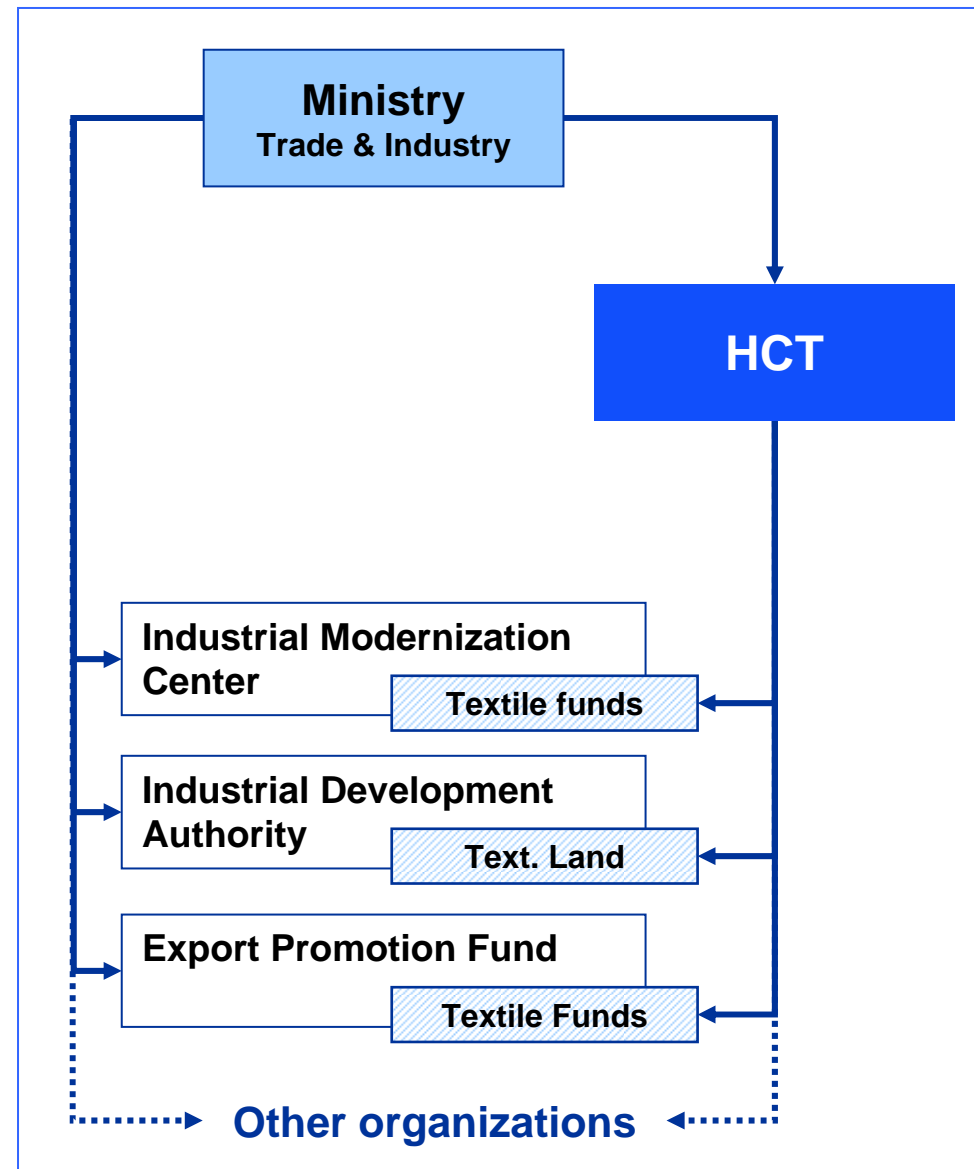 Ministry
Trade & Industry
HCT
Industrial Modernization
Center
Textile funds
Industrial Development
Authority
Text. Land
Export Promotion Fund
Textile Funds
Other organizations